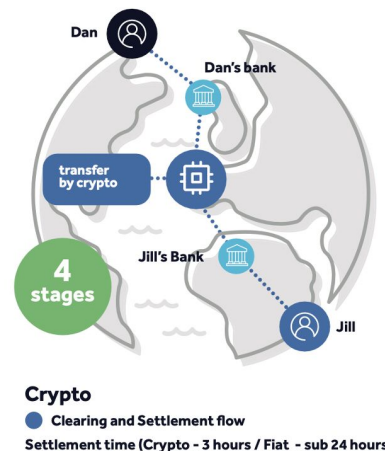 Dan
Dan's bank
transfer
by crypto
4
stages
Jill's Bank
Jill
Crypto
Clearing and Settlement flow
Settlement time (Crypto - 3 hours / Fiat - sub 24 hours